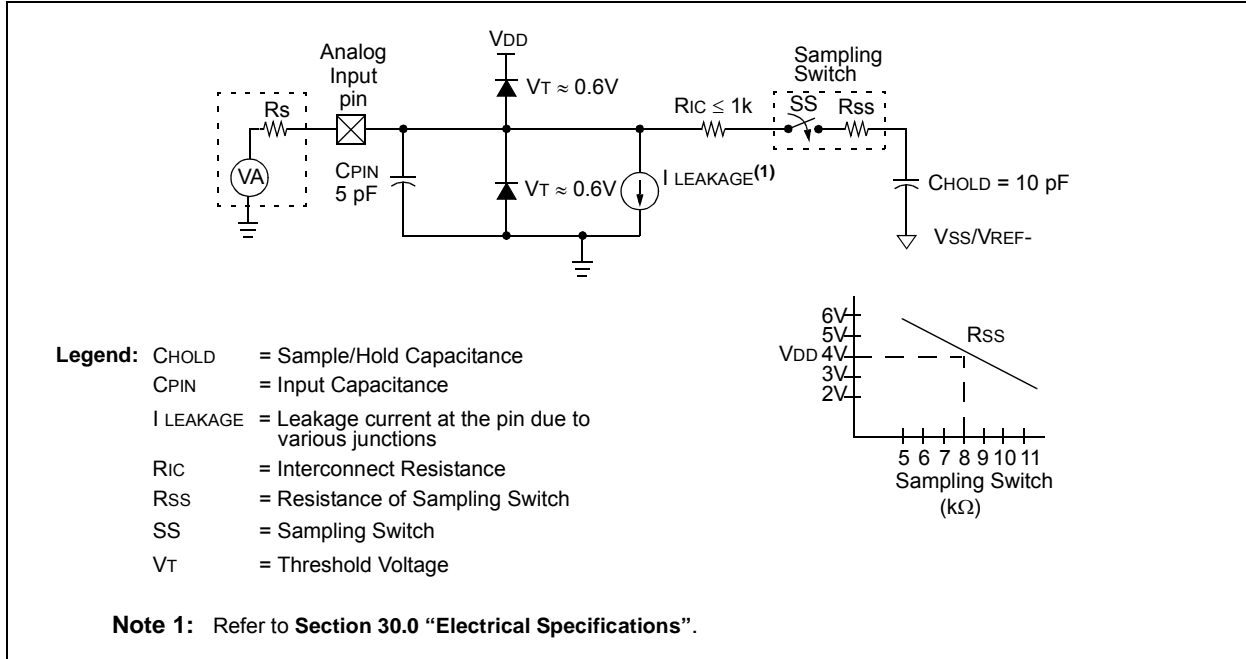 VDD
Analog
Input
pin
Sampling
Switch
VT ≈ 0.6V
RIC ≤ 1k
SS
Rss
Rs
VA
CPIN
5 pF
VT ≈ 0.6V
I LEAKAGE(1)
CHOLD = 10 pF
VSS/VREF-
6V
5V
VDD 4V
3V
2V
RSS
5 6 7 8 9 10 11
Sampling Switch
(kΩ)
Legend: CHOLD = Sample/Hold Capacitance
CPIN = Input Capacitance
I LEAKAGE = Leakage current at the pin due to
various junctions
RIC = Interconnect Resistance
RSS = Resistance of Sampling Switch
SS = Sampling Switch
VT = Threshold Voltage
Note 1: Refer to Section 30.0 “Electrical Specifications”.